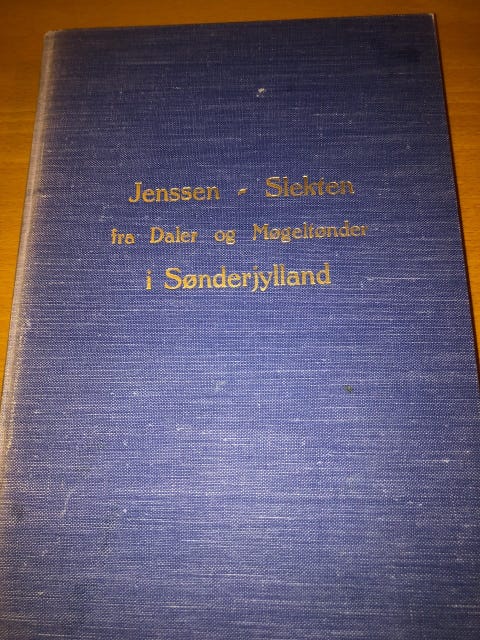 Jenssen - Slekten
fra Daler og Møgeltønder
i Sønderjylland